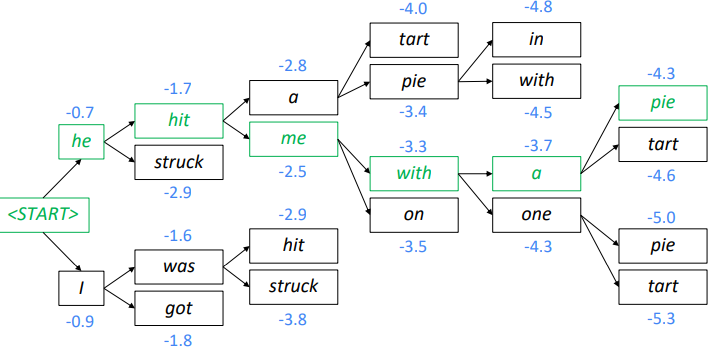 -4.0 -4.8
tart in
-2.8
-1.7 a pie with -4.3
-0.7 hit -3.4 -4.5 pie
he me -3.3 -3.7
struck with a tart
-2.5
<START> -2.9 -2.9 on one -4.6
-1.6 hit -3.5 -4.3 -5.0
was pie
I struck
got tart
-0.9 -3.8
-1.8 -5.3